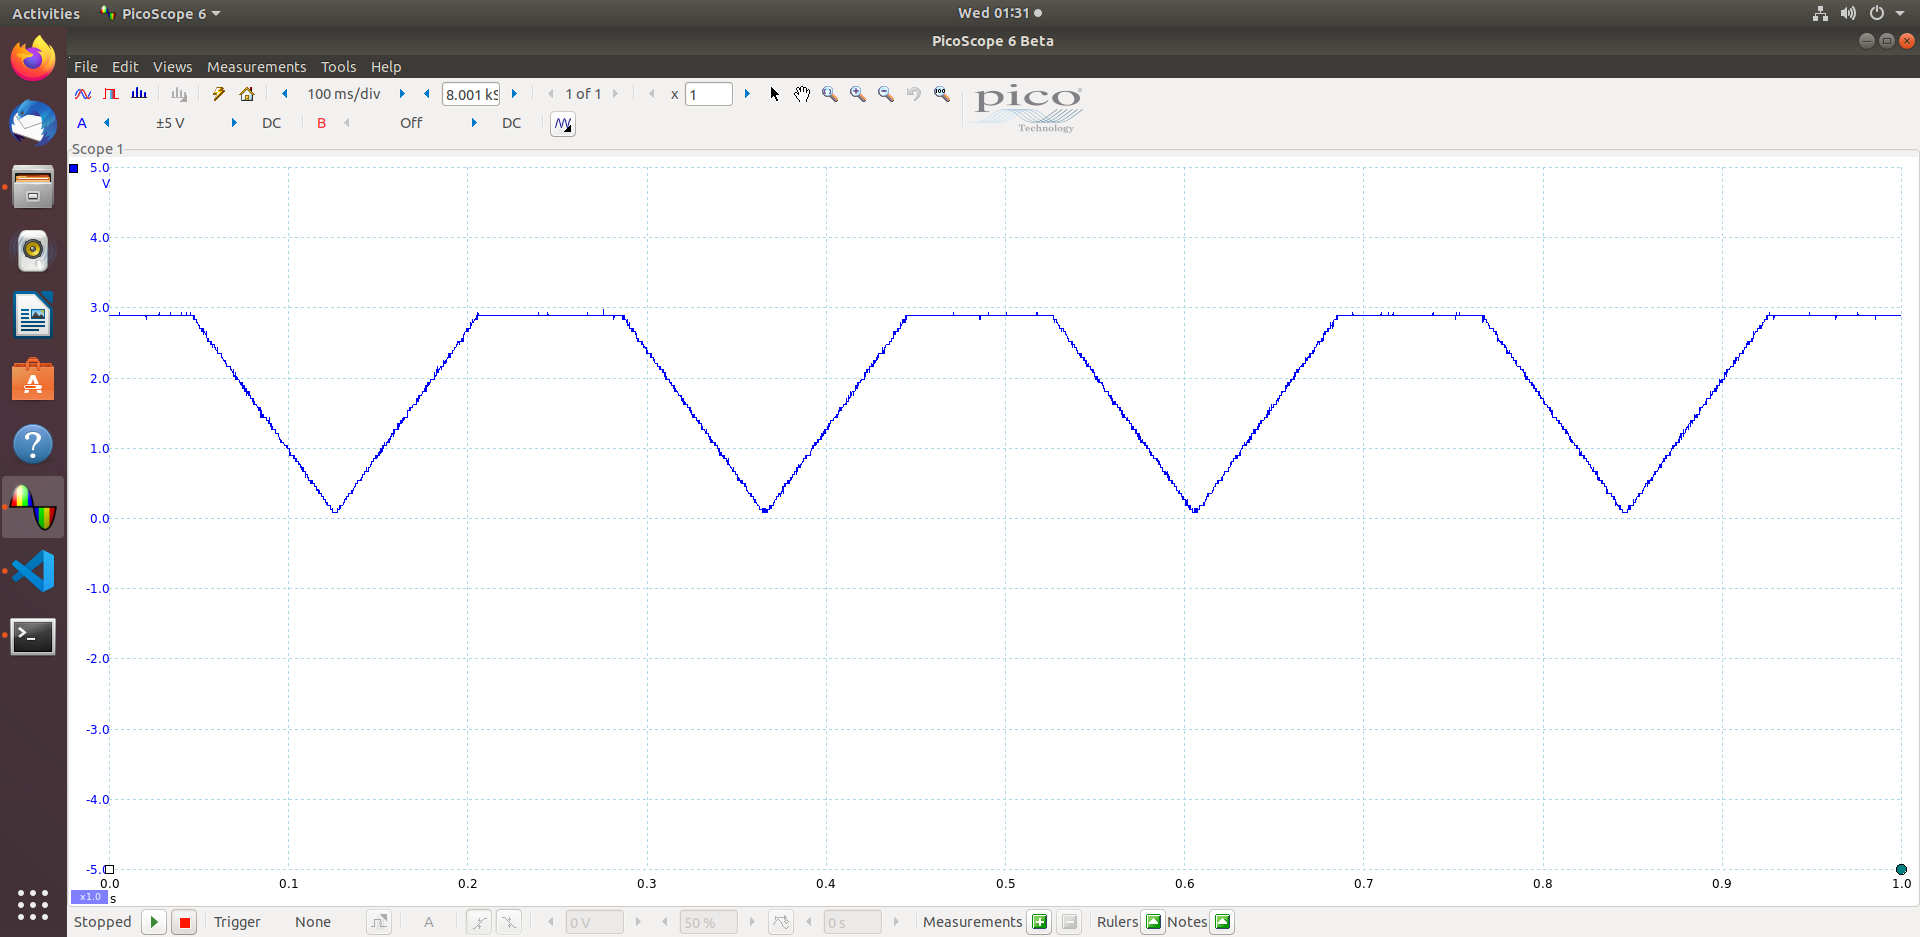 Activities PicoScope 6 Wed 01:31
PicoScope 6 Beta
File Edit Views Measurements Tools Help
100 ms/div 8.001 kS 1 of 1 x 1
pico
Technology
A ±5 V DC B Off DC
Scope 1
5.0
V
4.0
3.0
2.0
1.0
0.0
-1.0
-2.0
-3.0
-4.0
-5.0
0.0 0.1 0.2 0.3 0.4 0.5 0.6 0.7 0.8 0.9 1.0
x1.0 s
Stopped Trigger None A 0 V 50 % 0 s Measurements Rulers Notes